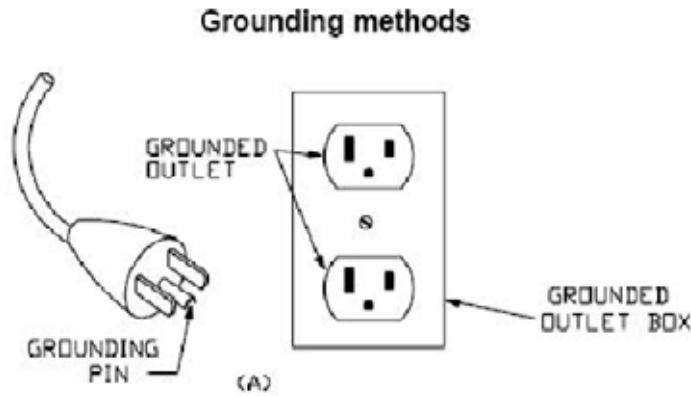 Grounding methods
GROUNDED
OUTLET
GROUNDED
OUTLET BOX
GROUNDING
PIN
(A)